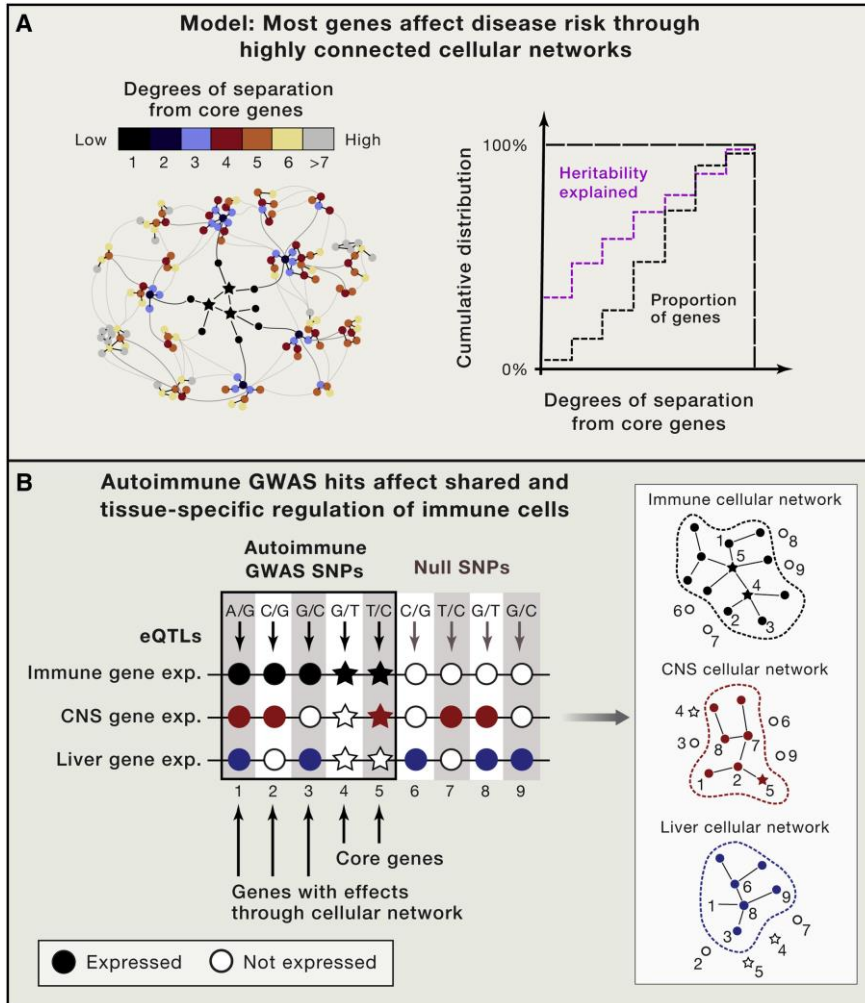 A
Model: Most genes affect disease risk through
highly connected cellular networks
Degrees of separation
from core genes
Low High
1 2 3 4 5 6 >7
100%
Heritability
explained
Proportion
of genes
0%
Cumulative distribution
Degrees of separation
from core genes
B
Autoimmune GWAS hits affect shared and
tissue-specific regulation of immune cells
Autoimmune
GWAS SNPs
Null SNPs
A/G C/G G/C G/T T/C C/G T/C G/T G/C
eQTLs
Immune gene exp.
CNS gene exp.
Liver gene exp.
1 2 3 4 5 6 7 8 9
Core genes
Genes with effects
through cellular network
Expressed Not expressed
Immune cellular network
1
8
5
9
4
6
2
3
7
CNS cellular network
4
6
3
8
7
9
1
2
5
Liver cellular network
6
9
1
8
7
3
4
2
5